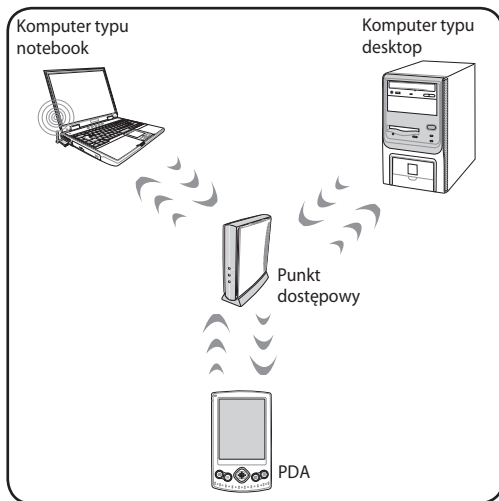 Komputer typu
notebook
Komputer typu
desktop
Punkt
dostępowy
PDA